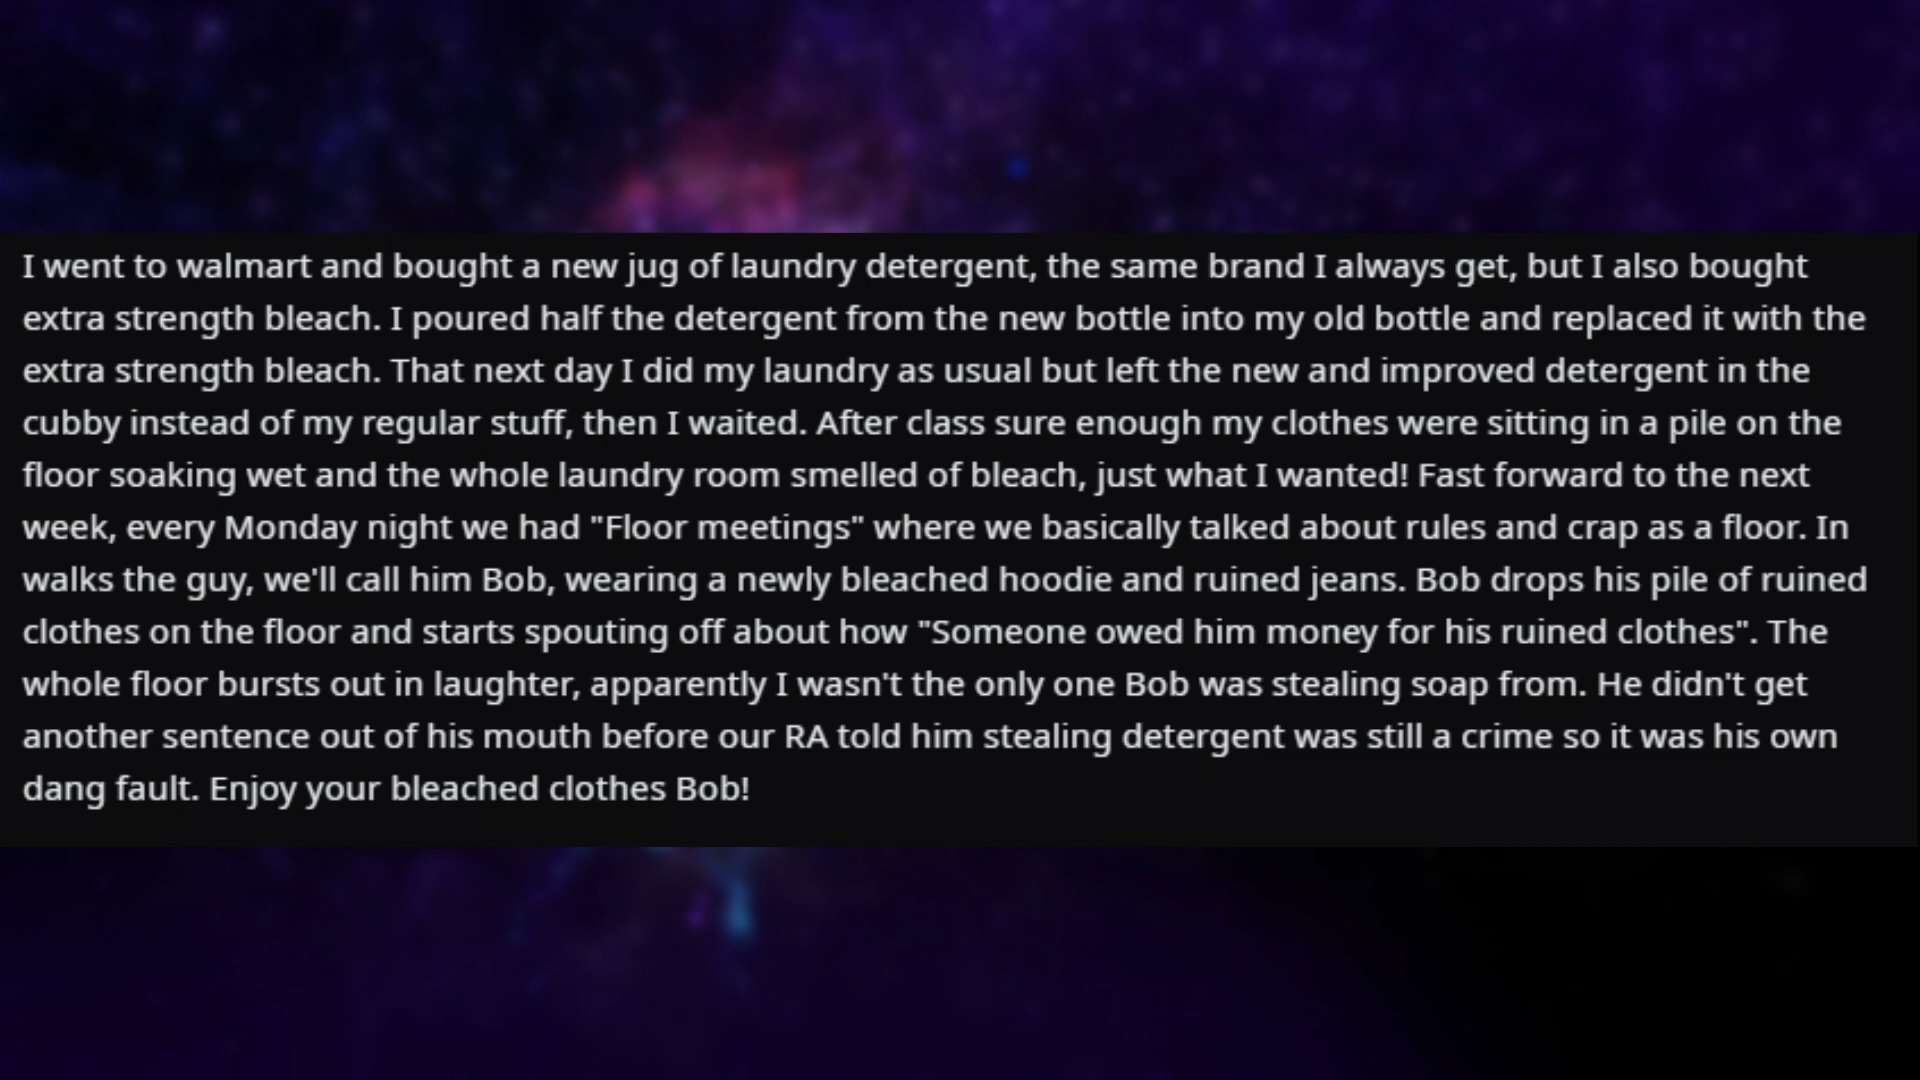 I went to walmart and bought a new jug of laundry detergent, the same brand I always get, but I also bought
extra strength bleach. I poured half the detergent from the new bottle into my old bottle and replaced it with the
extra strength bleach. That next day I did my laundry as usual but left the new and improved detergent in the
cubby instead of my regular stuff, then I waited. After class sure enough my clothes were sitting in a pile on the
floor soaking wet and the whole laundry room smelled of bleach, just what I wanted! Fast forward to the next
week, every Monday night we had "Floor meetings" where we basically talked about rules and crap as a floor. In
walks the guy, we'll call him Bob, wearing a newly bleached hoodie and ruined jeans. Bob drops his pile of ruined
clothes on the floor and starts spouting off about how "Someone owed him money for his ruined clothes". The
whole floor bursts out in laughter, apparently I wasn't the only one Bob was stealing soap from. He didn't get
another sentence out of his mouth before our RA told him stealing detergent was still a crime so it was his own
dang fault. Enjoy your bleached clothes Bob!